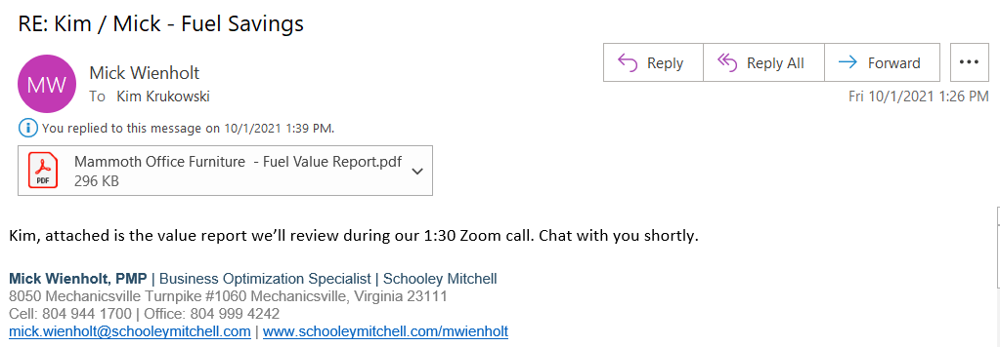 RE: Kim / Mick - Fuel Savings
MW
Mick Wienholt
To Kim Krukowski
Reply
Reply All
Forward
Fri 10/1/2021 1:26 PM
You replied to this message on 10/1/2021 1:39 PM.
PDF
Mammoth Office Furniture - Fuel Value Report.pdf
296 KB
Kim, attached is the value report we’ll review during our 1:30 Zoom call. Chat with you shortly.
Mick Wienholt, PMP | Business Optimization Specialist | Schooley Mitchell
8050 Mechanicsville Turnpike #1060 Mechanicsville, Virginia 23111
Cell: 804 944 1700 | Office: 804 999 4242
mick.wienholt@schooleymitchell.com | www.schooleymitchell.com/mwienholt